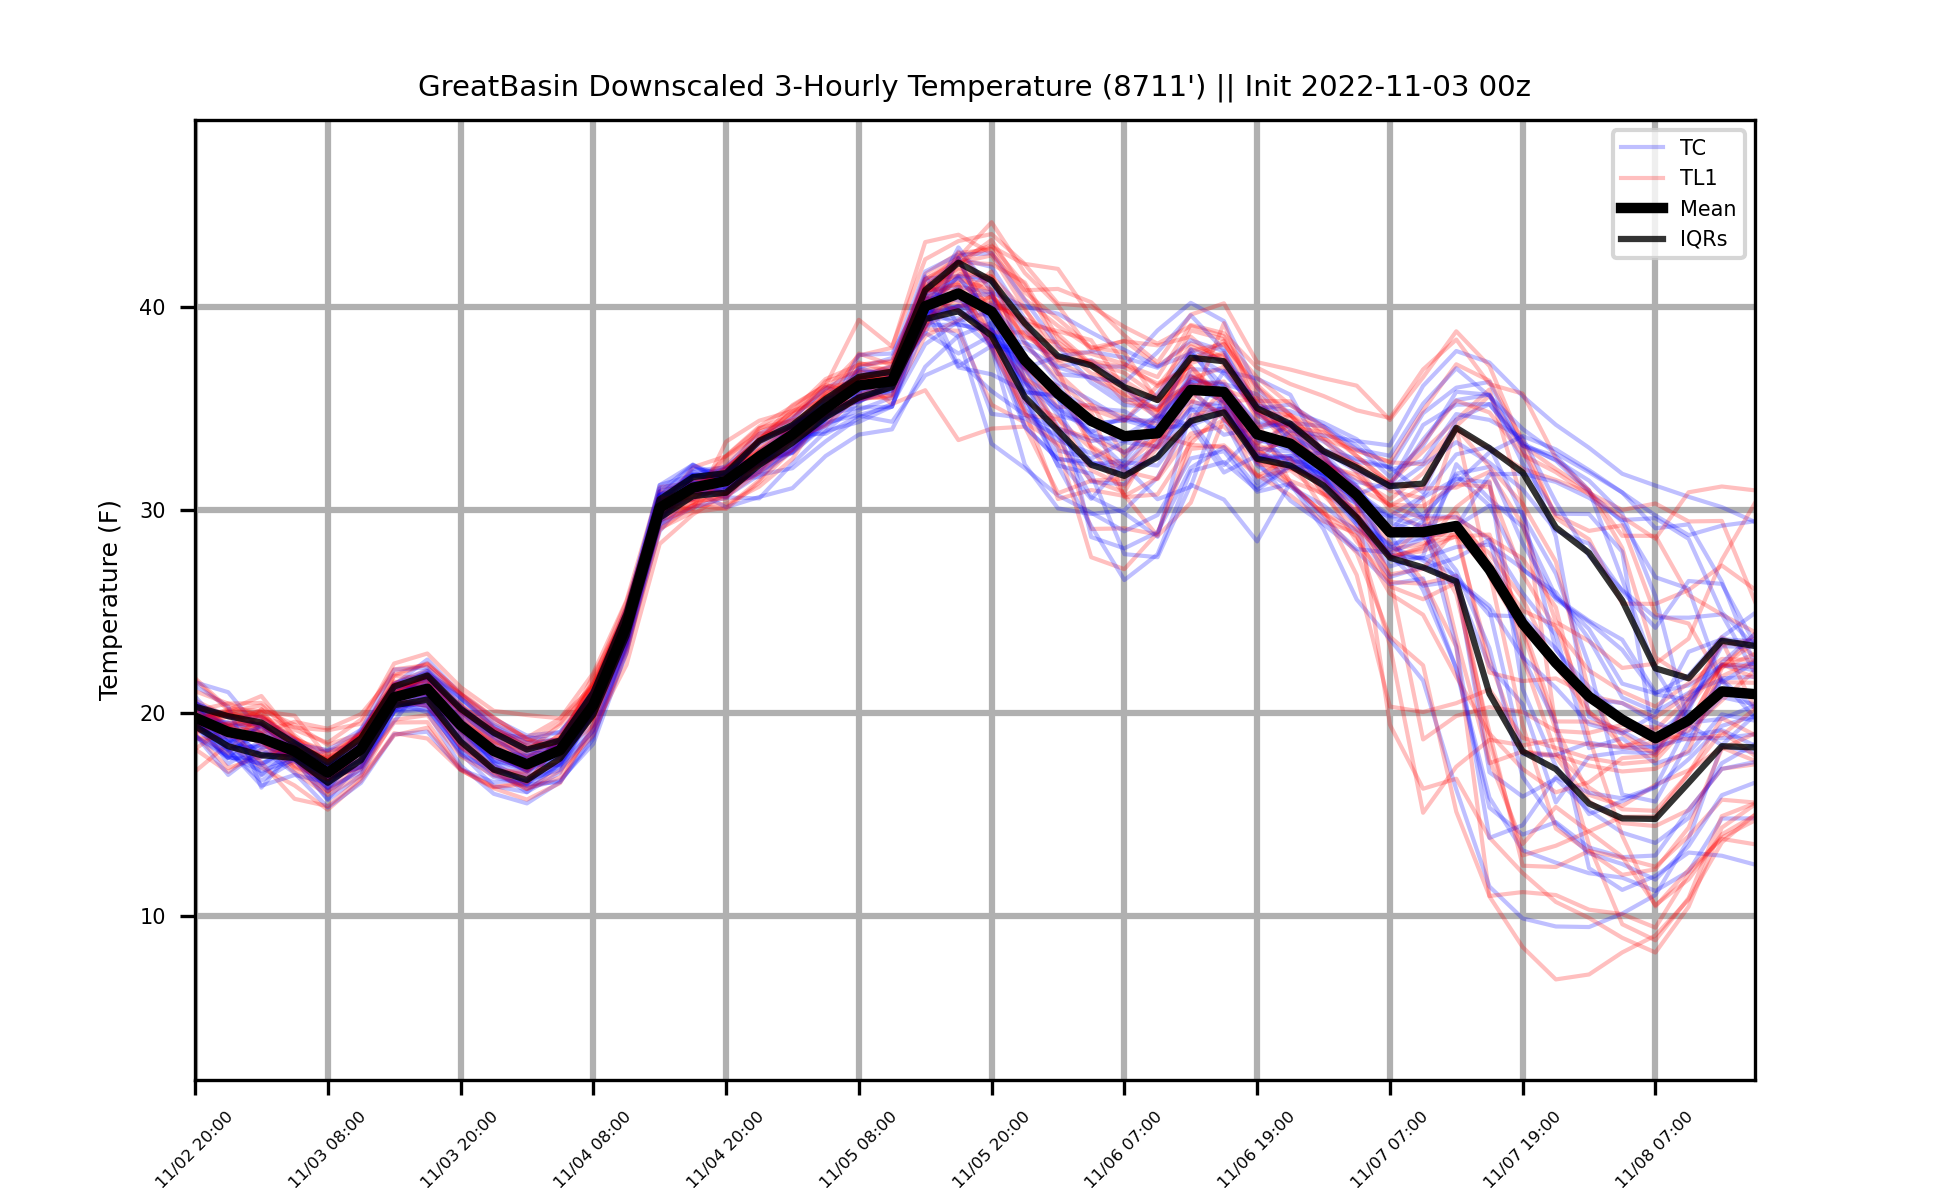 GreatBasin Downscaled 3-Hourly Temperature (8711') || Init 2022-11-03 00z
TC
TL1
Mean
IQRs
Temperature (F)
40
30
20
10
11/02 20:00
11/03 08:00
11/03 20:00
11/04 08:00
11/04 20:00
11/05 08:00
11/05 20:00
11/06 07:00
11/06 19:00
11/07 07:00
11/07 19:00
11/08 07:00